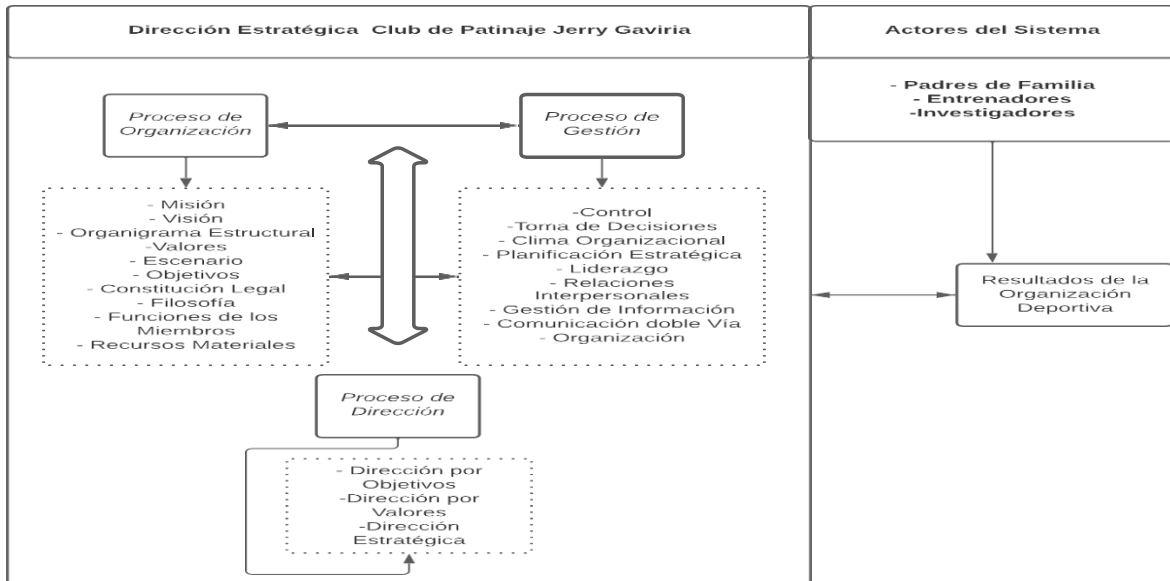 Dirección Estratégica Club de Patinaje Jerry Gaviria
Actores del Sistema
- Padres de Familia
- Entrenadores
-Investigadores
Proceso de
Organización
Proceso de
Gestión
- Misión
- Visión
- Organigrama Estructural
-Valores
- Escenario
- Objetivos
- Constitución Legal
- Filosofía
- Funciones de los
Miembros
- Recursos Materiales
-Control
-Toma de Decisiones
- Clima Organizacional
- Planificación Estratégica
- Liderazgo
- Relaciones
Interpersonales
- Gestión de Información
- Comunicación doble Vía
- Organización
Resultados de la
Organización
Deportiva
Proceso de
Dirección
- Dirección por
Objetivos
-Dirección por
Valores
-Dirección
Estratégica